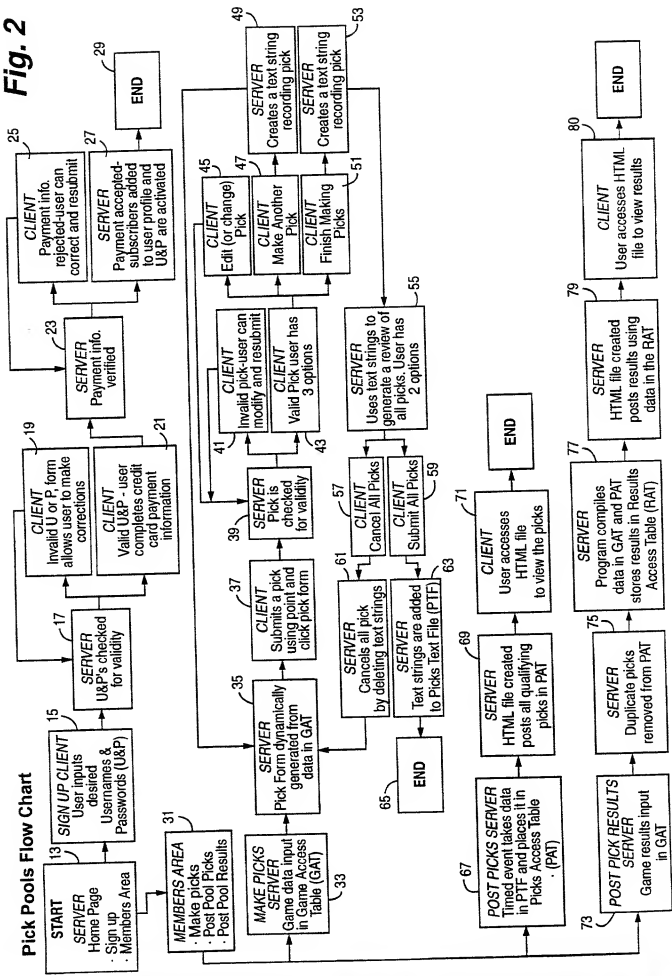 Fig. 2
Pick Pools Flow Chart
13
START
SERVER
Home Page
· Sign up
· Members Area
15
SIGN UP CLIENT
User inputs
desired
Usernames &
Passwords (U&P)
17
SERVER
U&P's checked
for validity
19
CLIENT
Invalid U or P, form
allows user to make
corrections
21
CLIENT
Valid U&P - user
completes credit
card payment
information
23
SERVER
Payment info.
verified
25
CLIENT
Payment info.
rejected-user can
correct and resubmit
27
SERVER
Payment accepted-
subscribers added
to user profile and
U&P are activated
29
END
31
MEMBERS AREA
· Make picks
· Post Pool Picks
· Post Pool Results
33
MAKE PICKS
SERVER
Game data input
in Game Access
Table (GAT)
35
SERVER
Pick Form dynamically
generated from
data in GAT
37
CLIENT
Submits a pick
using point and
click pick form
39
SERVER
Pick is
checked
for validity
41
CLIENT
Invalid pick-user can
modify and resubmit
43
CLIENT
Valid Pick user has
3 options
45
CLIENT
Edit (or change)
Pick
47
CLIENT
Make Another
Pick
51
CLIENT
Finish Making
Picks
49
SERVER
Creates a text string
recording pick
53
SERVER
Creates a text string
recording pick
55
SERVER
Uses text strings to
generate a review of
all picks. User has
2 options
57
CLIENT
Cancel All Picks
59
CLIENT
Submit All Picks
61
SERVER
Cancels all pick
by deleting text strings
63
SERVER
Text strings are added
to Picks Text File (PTF)
65
END
67
POST PICKS SERVER
Timed event takes data
in PTF and places it in
Picks Access Table
· (PAT)
69
SERVER
HTML file created
posts all qualifying
picks in PAT
71
CLIENT
User accesses
HTML file
to view the picks
END
73
POST PICK RESULTS
SERVER
Game results input
in GAT
75
SERVER
Duplicate picks
removed from PAT
77
SERVER
Program compiles
data in GAT and PAT
stores results in Results
Access Table (RAT)
79
SERVER
HTML file created
posts results using
data in the RAT
80
CLIENT
User accesses HTML
file to view results
END